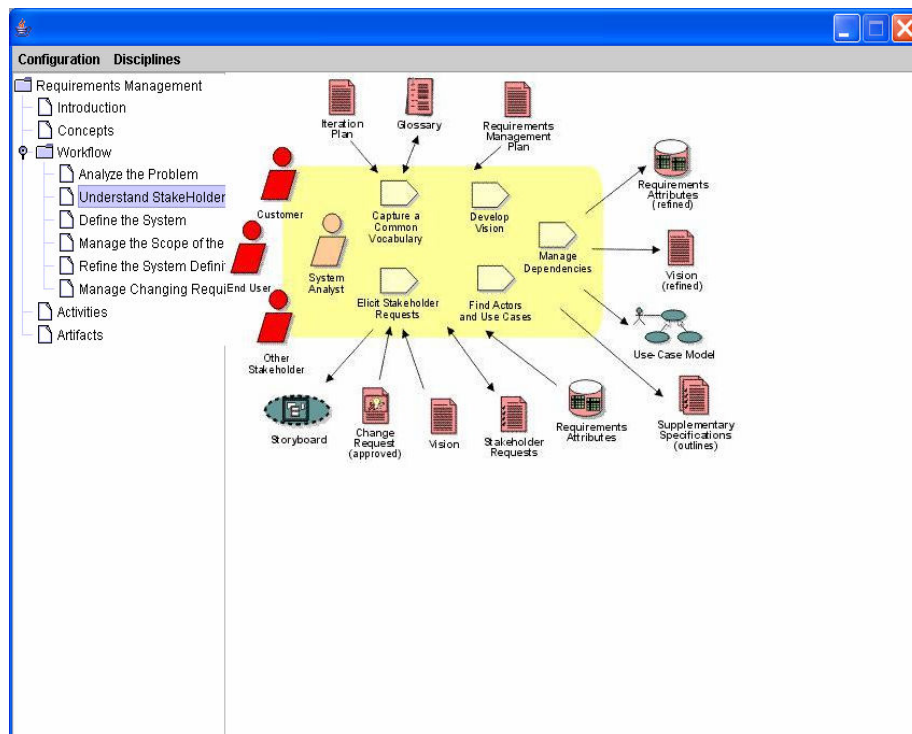 Configuration Disciplines
Requirements Management
Introduction
Concepts
Workflow
Analyze the Problem
Understand StakeHolder
Define the System
Manage the Scope of the
Refine the System Defini
Manage Changing Requi
Activities
Artifacts
Iteration
Plan
Glossary
Requirements
Management
Plan
Customer
End User
Other
Stakeholder
System
Analyst
Capture a
Common
Vocabulary
Develop
Vision
Manage
Dependencies
Elicit Stakeholder
Requests
Find Actors
and Use Cases
Requirements
Attributes
(refined)
Vision
(refined)
Use-Case Model
Storyboard
Change
Request
(approved)
Vision
Stakeholder
Requests
Requirements
Attributes
Supplementary
Specifications
(outlines)